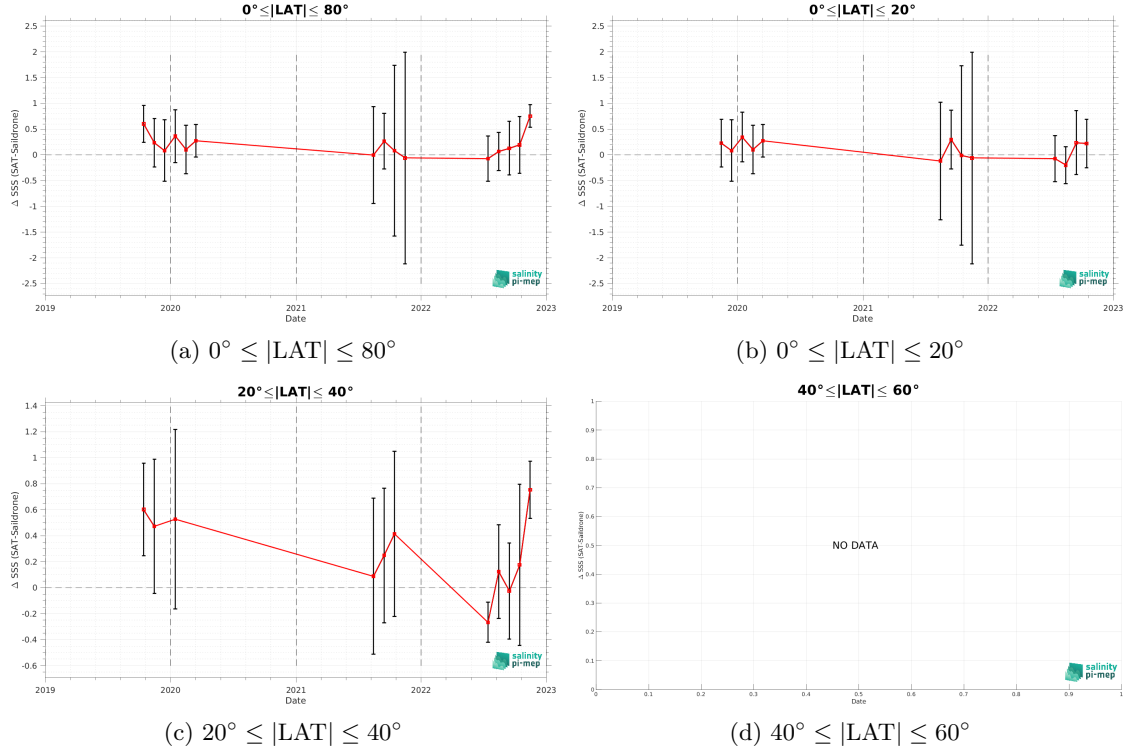 0°≤|LAT|≤ 80°
Δ SSS (SAT-Saildrone)
2.5
2
1.5
1
0.5
0
-0.5
-1
-1.5
-2
-2.5
2019
2020
2021
2022
2023
Date
salinity
pi-mep
(a) 0° ≤ |LAT| ≤ 80°
0°≤|LAT|≤ 20°
Δ SSS (SAT-Saildrone)
2.5
2
1.5
1
0.5
0
-0.5
-1
-1.5
-2
-2.5
2019
2020
2021
2022
2023
Date
salinity
pi-mep
(b) 0° ≤ |LAT| ≤ 20°
20°≤|LAT|≤ 40°
Δ SSS (SAT-Saildrone)
1.4
1.2
1
0.8
0.6
0.4
0.2
0
-0.2
-0.4
-0.6
2019
2020
2021
2022
2023
Date
salinity
pi-mep
(c) 20° ≤ |LAT| ≤ 40°
40°≤|LAT|≤ 60°
Δ SSS (SAT-Saildrone)
1
0.9
0.8
0.7
0.6
0.5
0.4
0.3
0.2
0.1
0
NO DATA
0
0.1
0.2
0.3
0.4
0.5
0.6
0.7
0.8
0.9
1
Date
salinity
pi-mep
(d) 40° ≤ |LAT| ≤ 60°